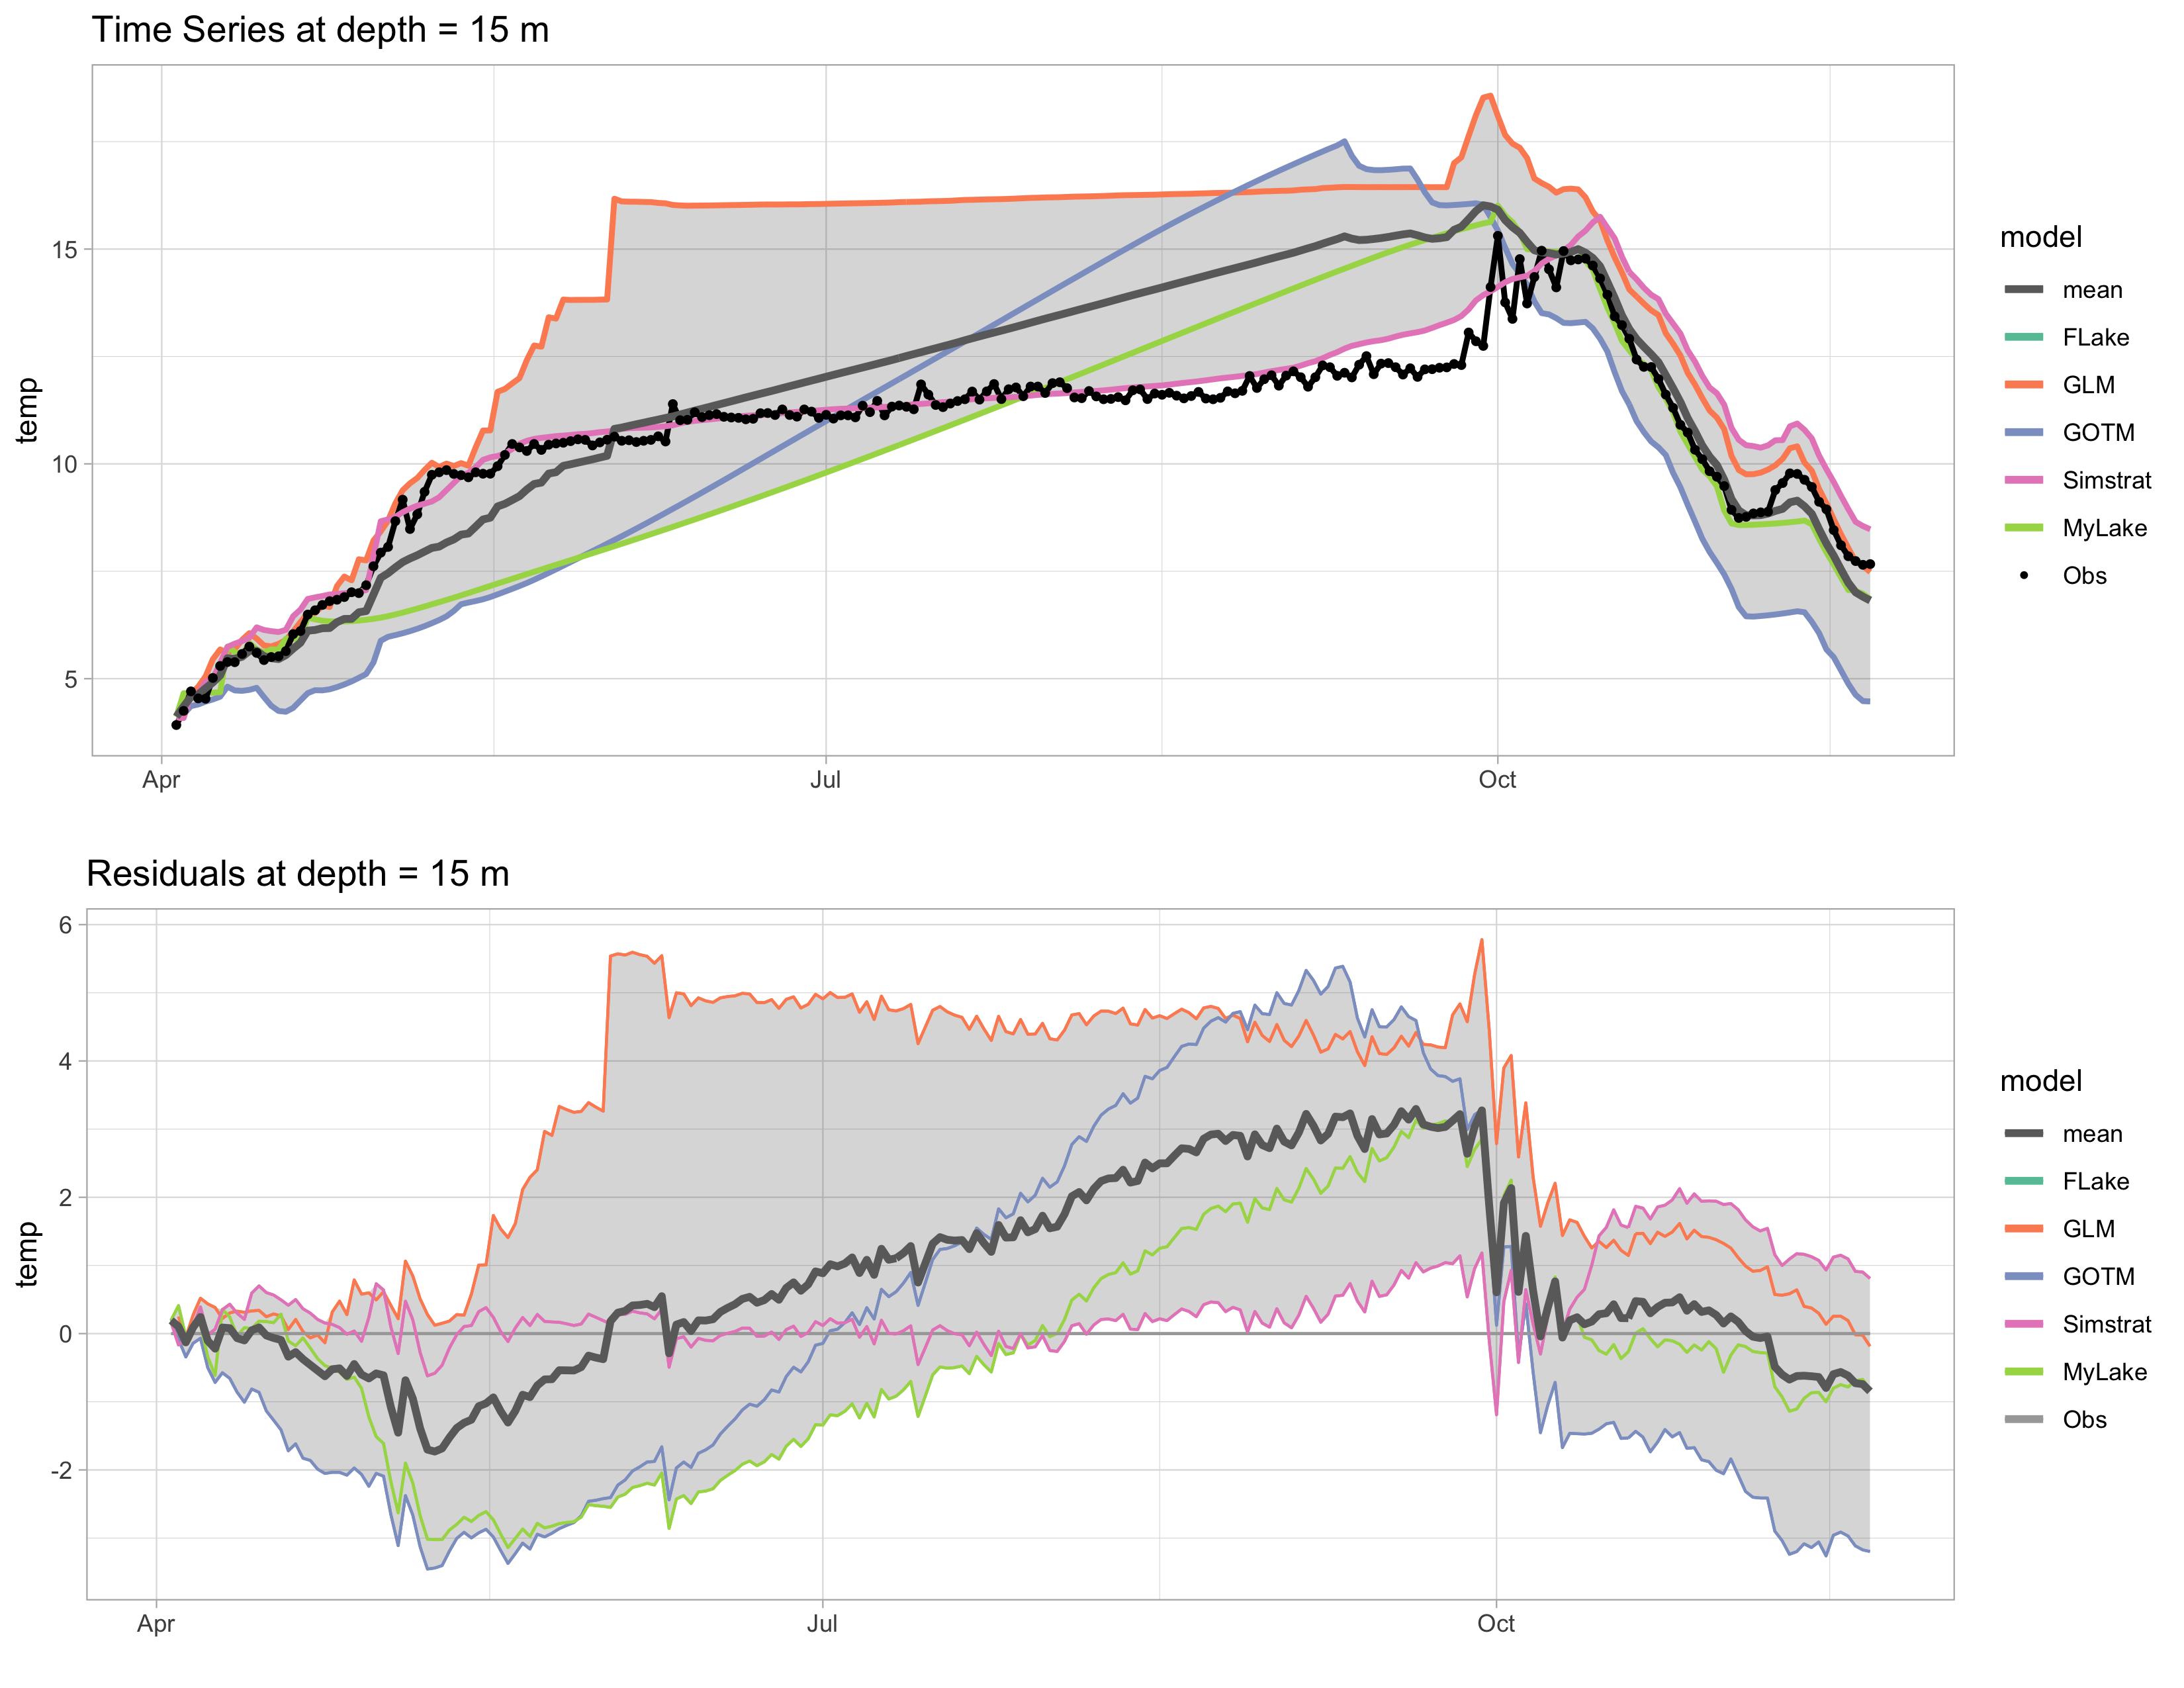 Time Series at depth = 15 m
temp
15
10
5
Apr
Jul
Oct
model
mean
FLake
GLM
GOTM
Simstrat
MyLake
Obs
Residuals at depth = 15 m
temp
6
4
2
0
-2
Apr
Jul
Oct
model
mean
FLake
GLM
GOTM
Simstrat
MyLake
Obs